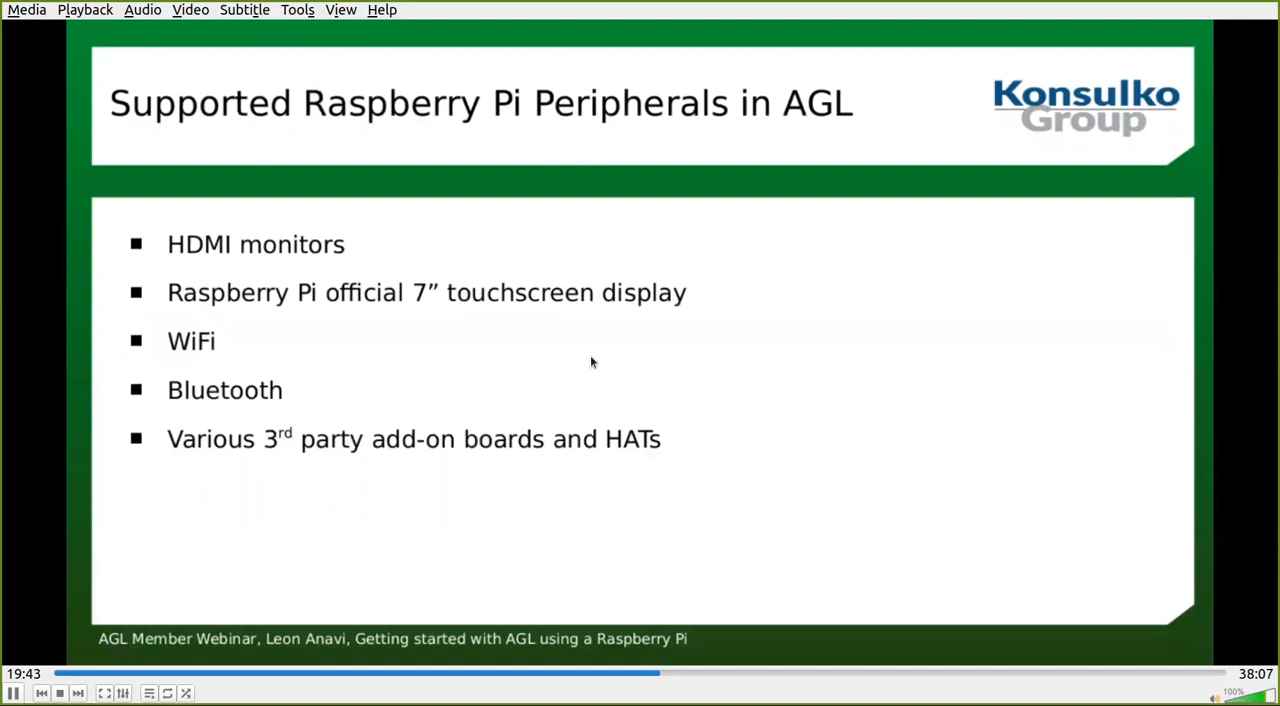 Media Playback Audio Video Subtitle Tools View Help
Supported Raspberry Pi Peripherals in AGL
Konsulko
Group
HDMI monitors
Raspberry Pi official 7” touchscreen display
WiFi
Bluetooth
Various 3rd party add-on boards and HATs
AGL Member Webinar, Leon Anavi, Getting started with AGL using a Raspberry Pi
19:43 38:07
100%